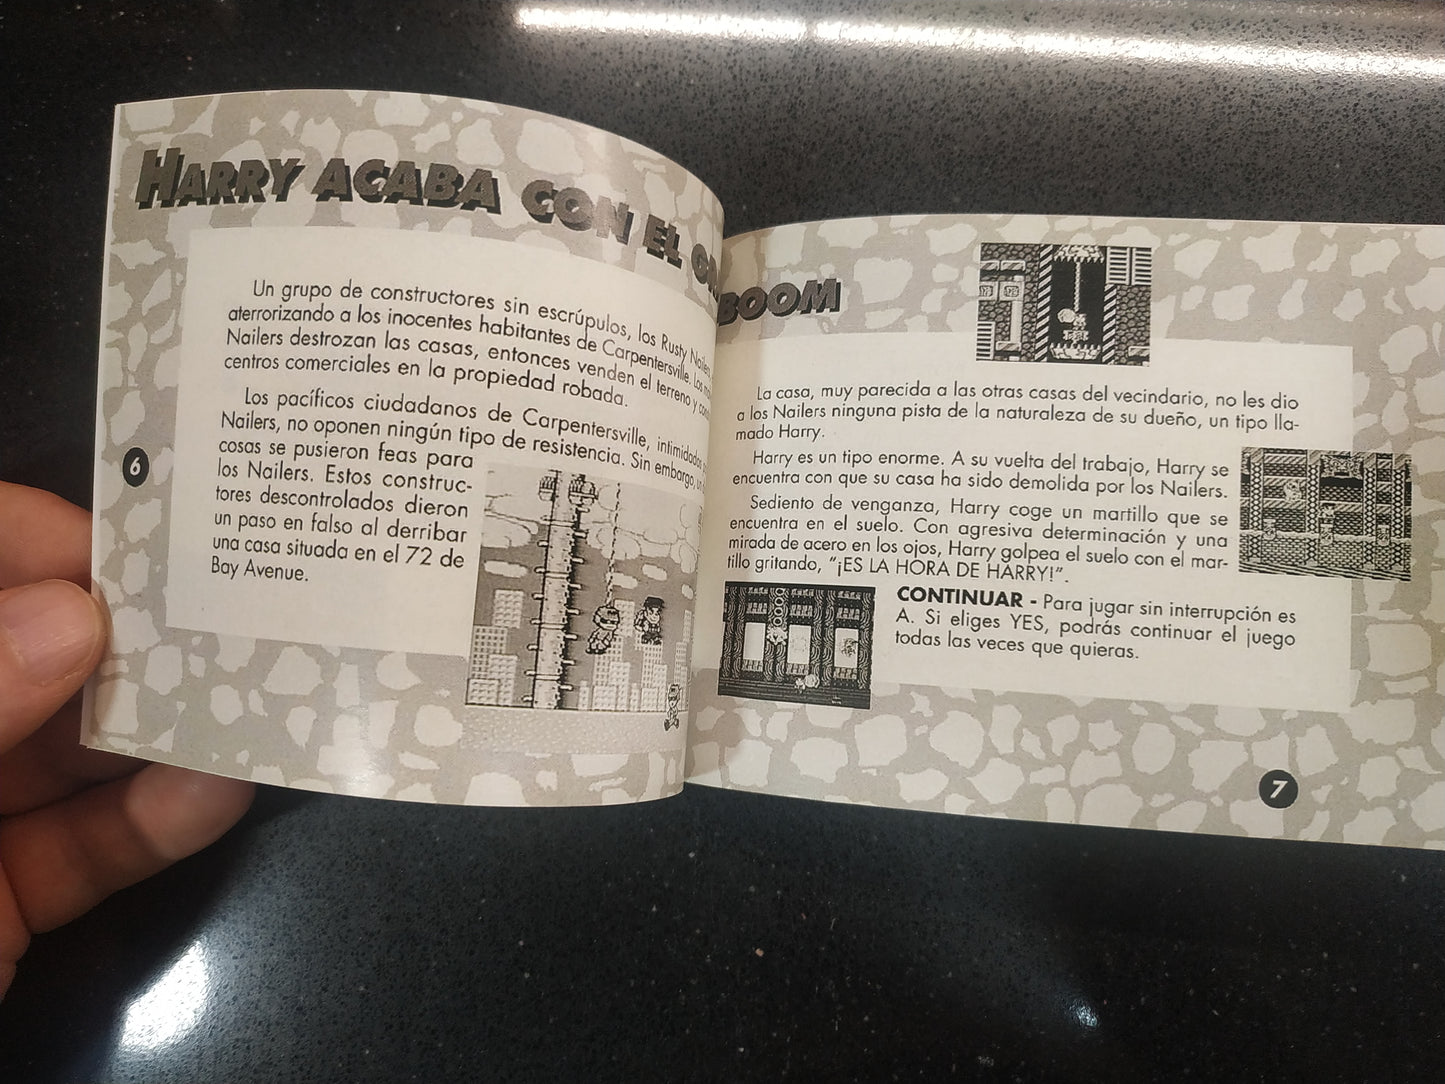 HARRY ACABA CON EL
BOOM
Un grupo de constructores sin escrúpulos, los Rusty Nailers,
aterrorizando a los inocentes habitantes de Carpentersville. Los
Nailers destrozan las casas, entonces venden el terreno y
centros comerciales en la propiedad robada.
Los pacíficos ciudadanos de Carpentersville, intimidados
Nailers, no oponen ningún tipo de resistencia. Sin embargo, un
cosas se pusieron feas para
los Nailers. Estos construc-
tores descontrolados dieron
un paso en falso al derribar
una casa situada en el 72 de
Bay Avenue.
6
La casa, muy parecida a las otras casas del vecindario, no les dio
a los Nailers ninguna pista de la naturaleza de su dueño, un tipo lla-
mado Harry.
Harry es un tipo enorme. A su vuelta del trabajo, Harry se
encuentra con que su casa ha sido demolida por los Nailers.
Sediento de venganza, Harry coge un martillo que se
encuentra en el suelo. Con agresiva determinación y una
mirada de acero en los ojos, Harry golpea el suelo con el mar-
tillo gritando, "¡ES LA HORA DE HARRY!".
CONTINUAR - Para jugar sin interrupción es
A. Si eliges YES, podrás continuar el juego
todas las veces que quieras.
7